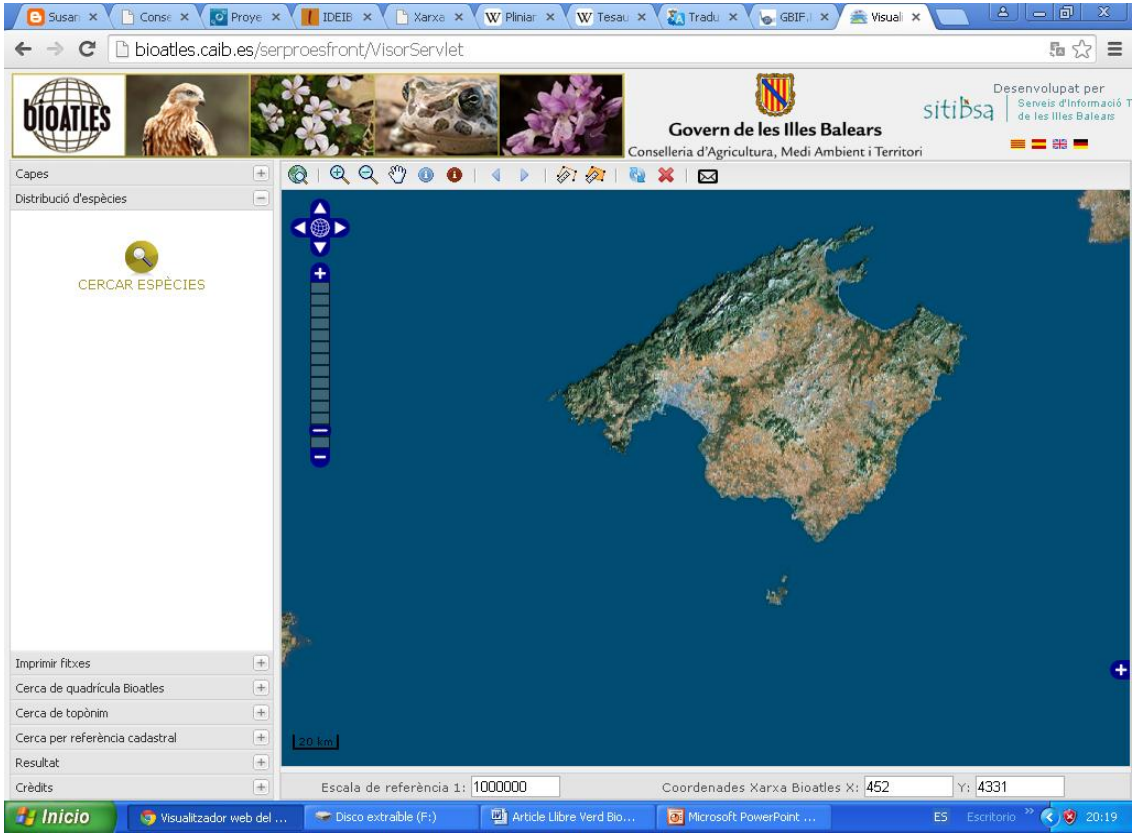 Susan
Conse
Proye
IDEIB
Xarxa
Pliniar
Tesau
Tradu
GBIF.
Visuali
bioatles.caib.es/serproesfront/VisorServlet
bIOATLES
Govern de les Illes Balears
Conselleria d'Agricultura, Medi Ambient i Territori
Desenvolupat per
sitibsa
Serveis d'Informació T
de les Illes Balears
Capes
Distribució d'espècies
CERCAR ESPÈCIES
Imprimir fitxes
Cerca de quadrícula Bioatles
Cerca de topònim
Cerca per referència cadastral
Resultat
Crèdits
20 km
Escala de referència 1: 1000000
Coordenades Xarxa Bioatles X: 452 Y: 4331
Inicio
Visualitzador web del ...
Disco extraíble (F:)
Article Llibre Verd Bio...
Microsoft PowerPoint ...
ES
Escritorio
20:19